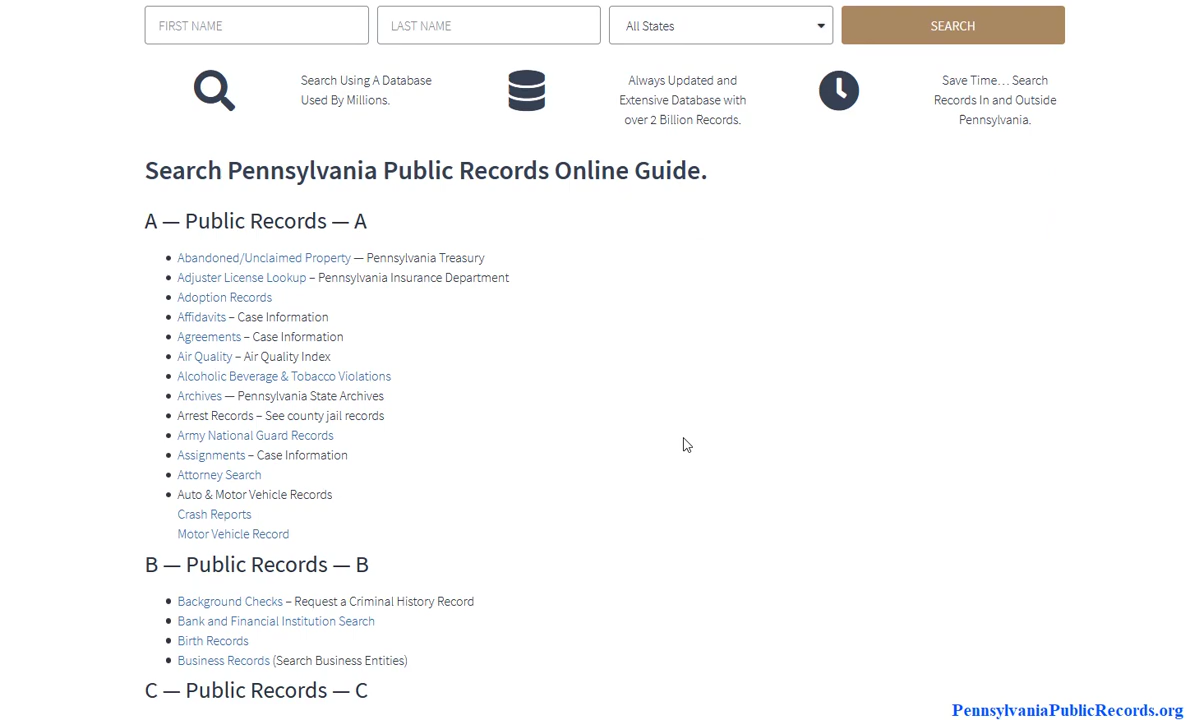 FIRST NAME
LAST NAME
All States
SEARCH
Search Using A Database
Used By Millions.
Always Updated and
Extensive Database with
over 2 Billion Records.
Save Time… Search
Records In and Outside
Pennsylvania.
Search Pennsylvania Public Records Online Guide.
A — Public Records — A
Abandoned/Unclaimed Property — Pennsylvania Treasury
Adjuster License Lookup – Pennsylvania Insurance Department
Adoption Records
Affidavits – Case Information
Agreements – Case Information
Air Quality – Air Quality Index
Alcoholic Beverage & Tobacco Violations
Archives — Pennsylvania State Archives
Arrest Records – See county jail records
Army National Guard Records
Assignments – Case Information
Attorney Search
Auto & Motor Vehicle Records
Crash Reports
Motor Vehicle Record
B — Public Records — B
Background Checks – Request a Criminal History Record
Bank and Financial Institution Search
Birth Records
Business Records (Search Business Entities)
C — Public Records — C
PennsylvaniaPublicRecords.org